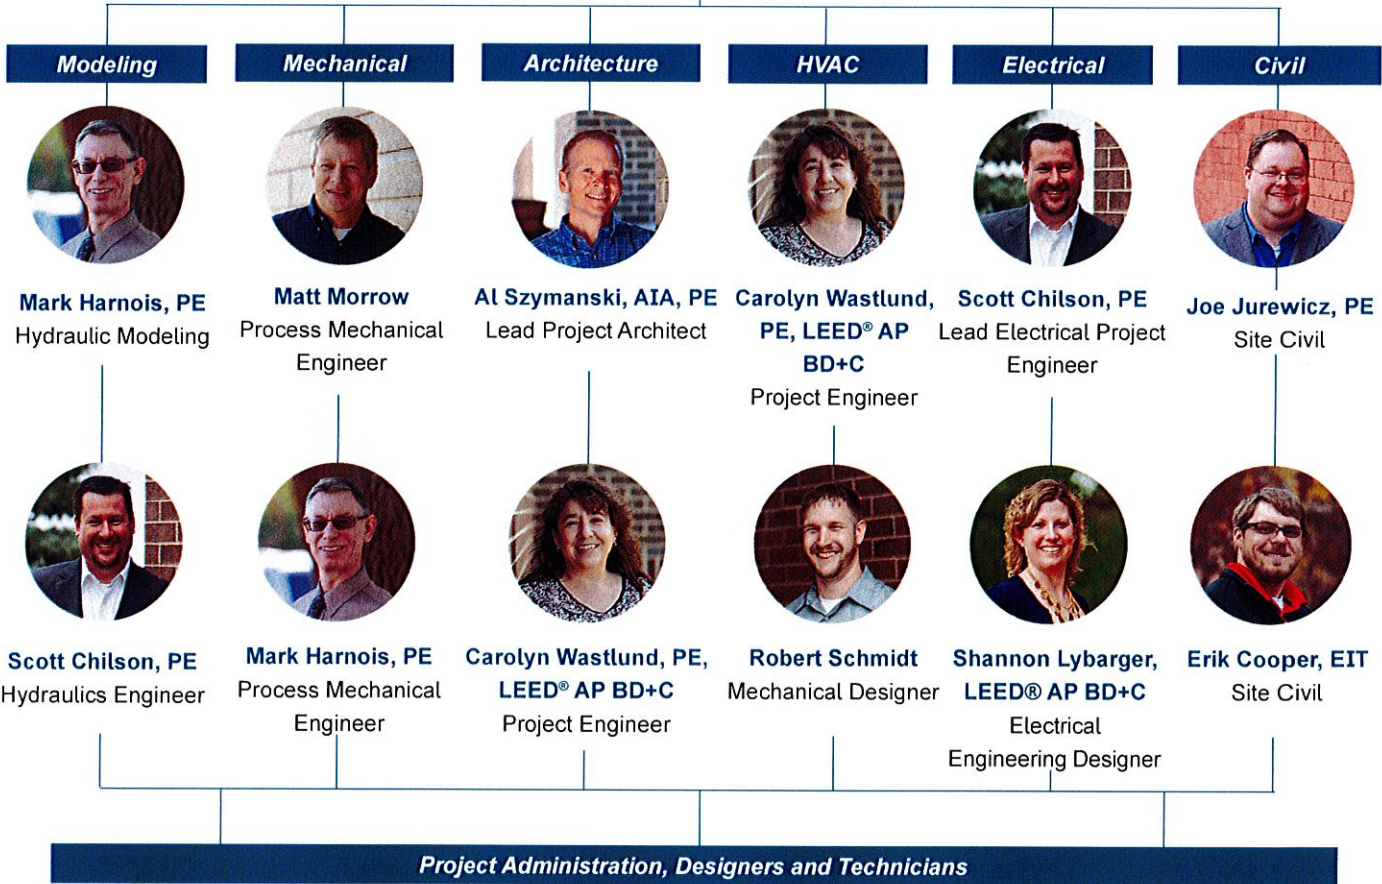 Modeling
Mechanical
Architecture
HVAC
Electrical
Civil
Mark Harnois, PE
Hydraulic Modeling
Matt Morrow
Process Mechanical
Engineer
Al Szymanski, AIA, PE
Lead Project Architect
Carolyn Wastlund,
PE, LEED® AP
BD+C
Project Engineer
Scott Chilson, PE
Lead Electrical Project
Engineer
Joe Jurewicz, PE
Site Civil
Scott Chilson, PE
Hydraulics Engineer
Mark Harnois, PE
Process Mechanical
Engineer
Carolyn Wastlund, PE,
LEED® AP BD+C
Project Engineer
Robert Schmidt
Mechanical Designer
Shannon Lybarger,
LEED® AP BD+C
Electrical
Engineering Designer
Erik Cooper, EIT
Site Civil
Project Administration, Designers and Technicians